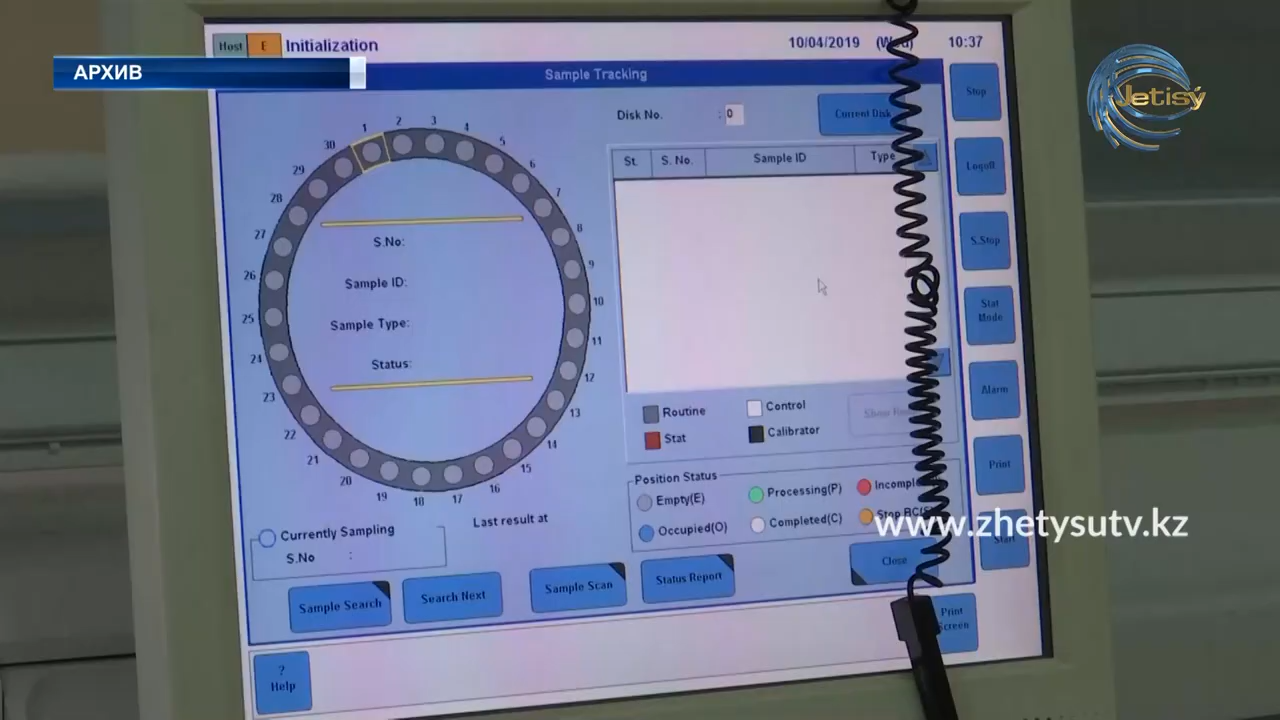 Host E Initialization 10/04/2019 10:37
АРХИВ
Jetisý
Sample Tracking
Stop
Disk No. : 0 Current Disk
St. S. No. Sample ID Type
Logoff
S.Stop
Stat
Mode
Alarm
Print
Start
Print
Screen
1 2 3 4 5 6 7 8 9 10 11 12 13 14 15 16 17 18 19 20 21 22 23 24 25 26 27 28 29 30
S.No:
Sample ID:
Sample Type:
Status:
Routine Control
Stat Calibrator
Position Status
Empty(E) Processing(P)
Occupied(O) Completed(C)
www.zhetysutv.kz
Currently Sampling
S.No :
Last result at
Close
Sample Search Search Next Sample Scan Status Report
?
Help